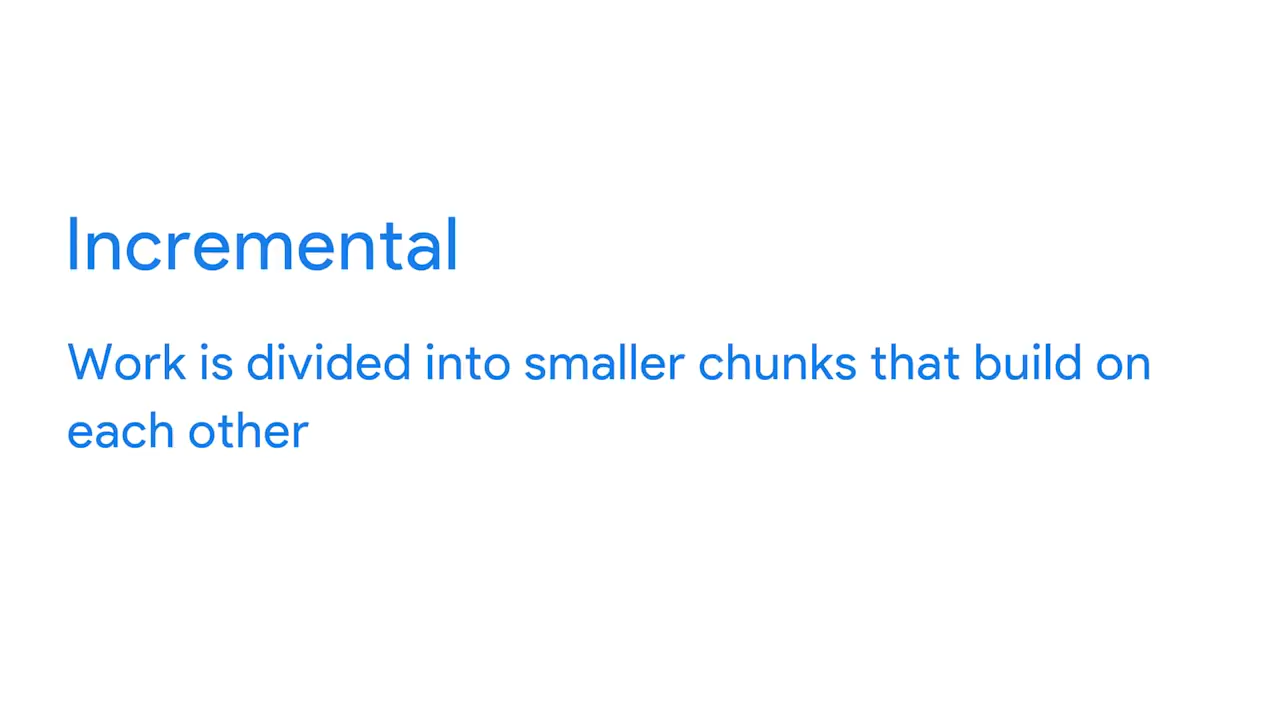 Incremental
Work is divided into smaller chunks that build on
each other